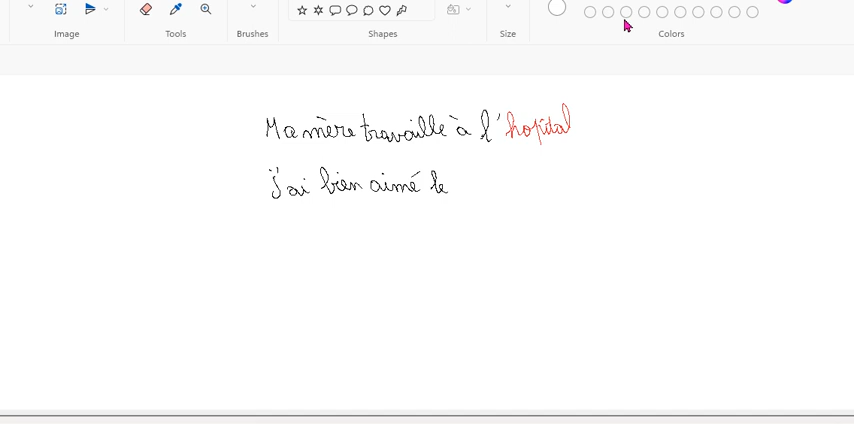 Image
Tools
Brushes
Shapes
Size
Colors
Ma mère travaille à l'hopital
J'ai bien aimé le